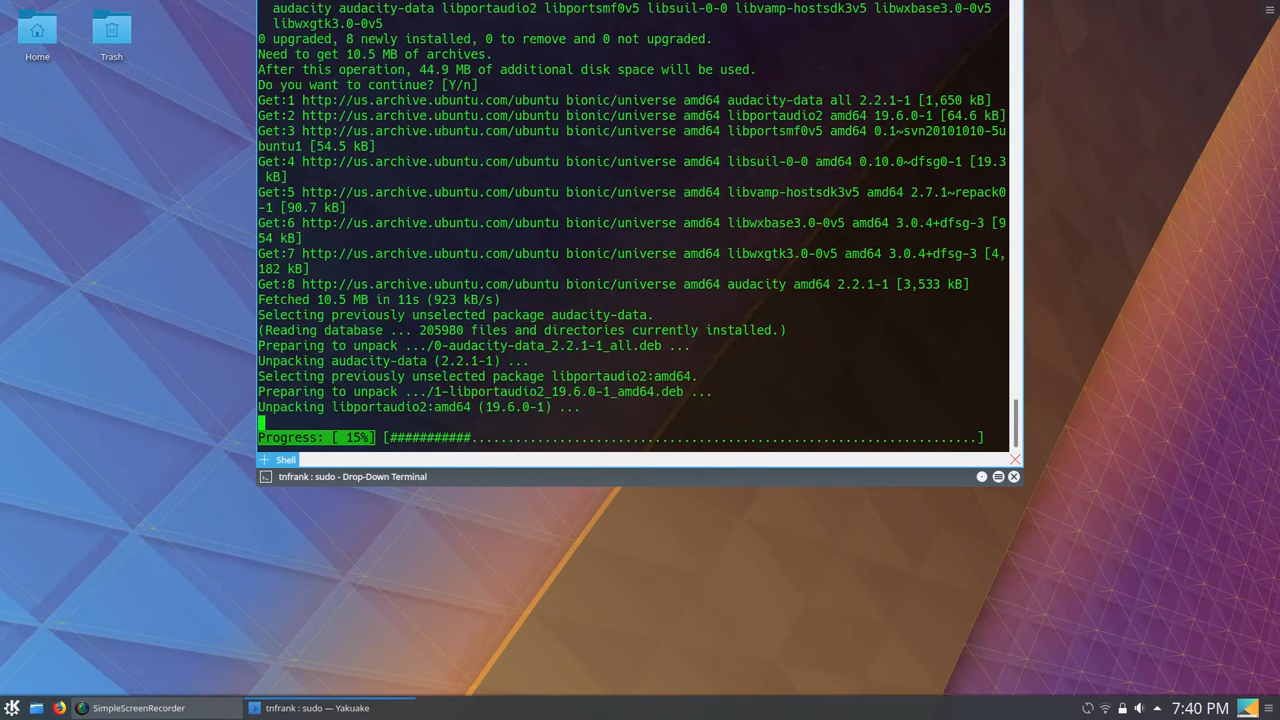 Home
Trash
audacity audacity-data libportaudio2 libportsmf0v5 libsuil-0-0 libvamp-hostsdk3v5 libwxbase3.0-0v5
libwxgtk3.0-0v5
0 upgraded, 8 newly installed, 0 to remove and 0 not upgraded.
Need to get 10.5 MB of archives.
After this operation, 44.9 MB of additional disk space will be used.
Do you want to continue? [Y/n]
Get:1 http://us.archive.ubuntu.com/ubuntu bionic/universe amd64 audacity-data all 2.2.1-1 [1,650 kB]
Get:2 http://us.archive.ubuntu.com/ubuntu bionic/universe amd64 libportaudio2 amd64 19.6.0-1 [64.6 kB]
Get:3 http://us.archive.ubuntu.com/ubuntu bionic/universe amd64 libportsmf0v5 amd64 0.1~svn20101010-5u
buntu1 [54.5 kB]
Get:4 http://us.archive.ubuntu.com/ubuntu bionic/universe amd64 libsuil-0-0 amd64 0.10.0~dfsg0-1 [19.3
kB]
Get:5 http://us.archive.ubuntu.com/ubuntu bionic/universe amd64 libvamp-hostsdk3v5 amd64 2.7.1~repack0
-1 [90.7 kB]
Get:6 http://us.archive.ubuntu.com/ubuntu bionic/universe amd64 libwxbase3.0-0v5 amd64 3.0.4+dfsg-3 [9
54 kB]
Get:7 http://us.archive.ubuntu.com/ubuntu bionic/universe amd64 libwxgtk3.0-0v5 amd64 3.0.4+dfsg-3 [4,
182 kB]
Get:8 http://us.archive.ubuntu.com/ubuntu bionic/universe amd64 audacity amd64 2.2.1-1 [3,533 kB]
Fetched 10.5 MB in 11s (923 kB/s)
Selecting previously unselected package audacity-data.
(Reading database ... 205980 files and directories currently installed.)
Preparing to unpack .../0-audacity-data_2.2.1-1_all.deb ...
Unpacking audacity-data (2.2.1-1) ...
Selecting previously unselected package libportaudio2:amd64.
Preparing to unpack .../1-libportaudio2_19.6.0-1_amd64.deb ...
Unpacking libportaudio2:amd64 (19.6.0-1) ...
Progress: [ 15%] [###########.....................................................................]
Shell
tnfrank : sudo - Drop-Down Terminal
SimpleScreenRecorder
tnfrank : sudo — Yakuake
7:40 PM